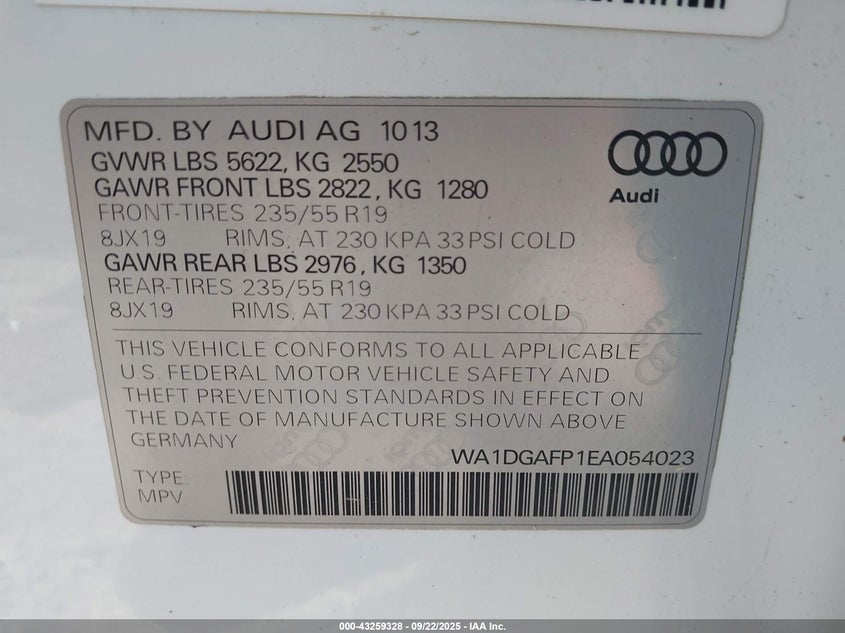 MFD. BY AUDI AG 10 13
GVWR LBS 5622, KG 2550
GAWR FRONT LBS 2822, KG 1280
FRONT-TIRES 235/55 R19
8JX19 RIMS, AT 230 KPA 33 PSI COLD
GAWR REAR LBS 2976, KG 1350
REAR-TIRES 235/55 R19
8JX19 RIMS, AT 230 KPA 33 PSI COLD
Audi
THIS VEHICLE CONFORMS TO ALL APPLICABLE
U.S. FEDERAL MOTOR VEHICLE SAFETY AND
THEFT PREVENTION STANDARDS IN EFFECT ON
THE DATE OF MANUFACTURE SHOWN ABOVE
GERMANY
WA1DGAFP1EA054023
TYPE:
MPV
000-43259328 - 09/22/2025 - IAA Inc.